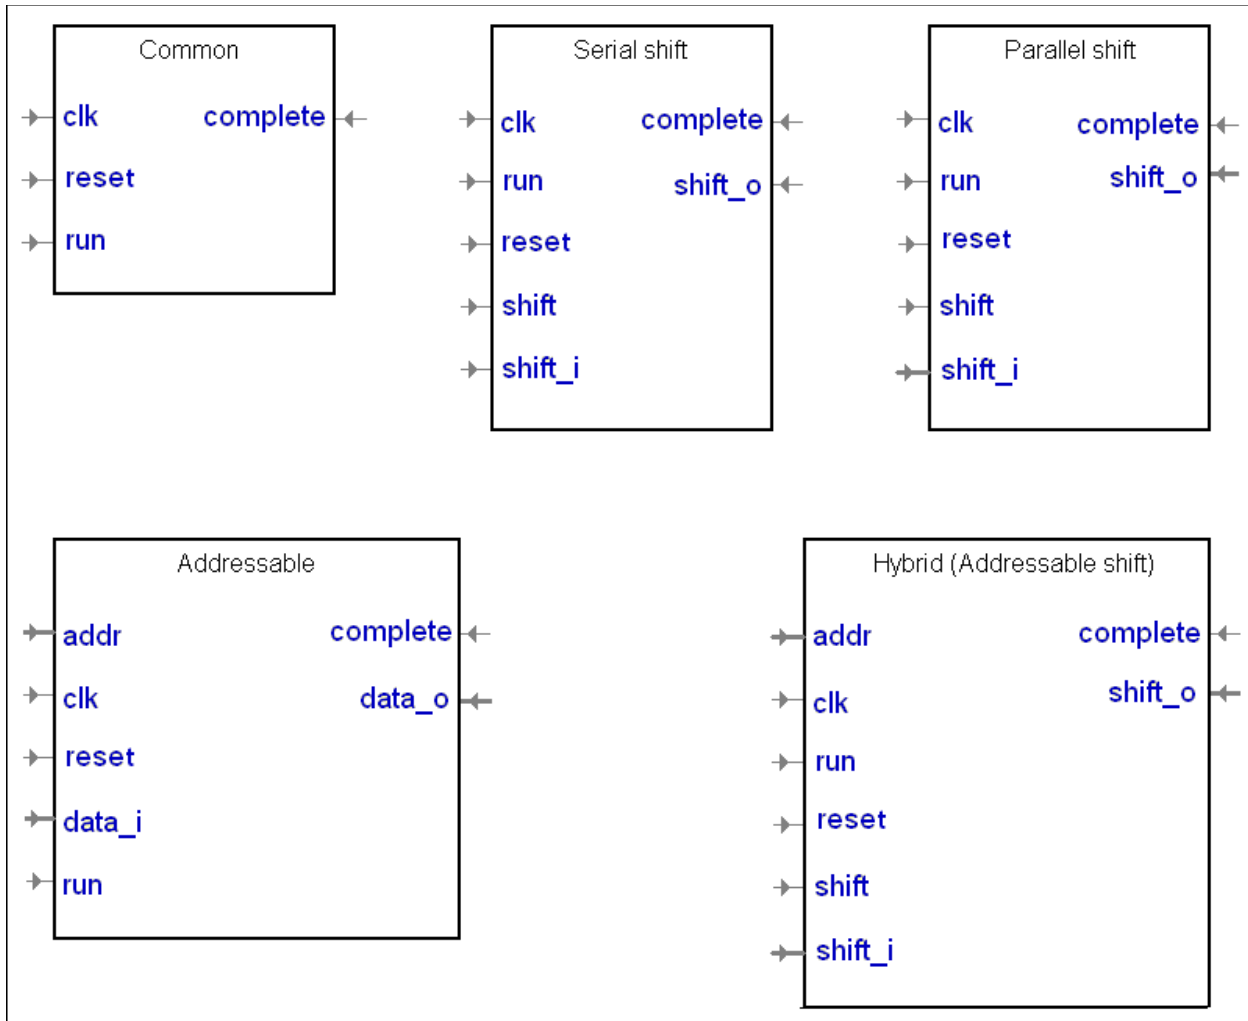 Common
clk
complete
reset
run
Serial shift
clk
complete
run
shift_o
reset
shift
shift_i
Parallel shift
clk
complete
run
shift_o
reset
shift
shift_i
Addressable
addr
complete
clk
data_o
reset
data_i
run
Hybrid (Addressable shift)
addr
complete
clk
shift_o
run
reset
shift
shift_i